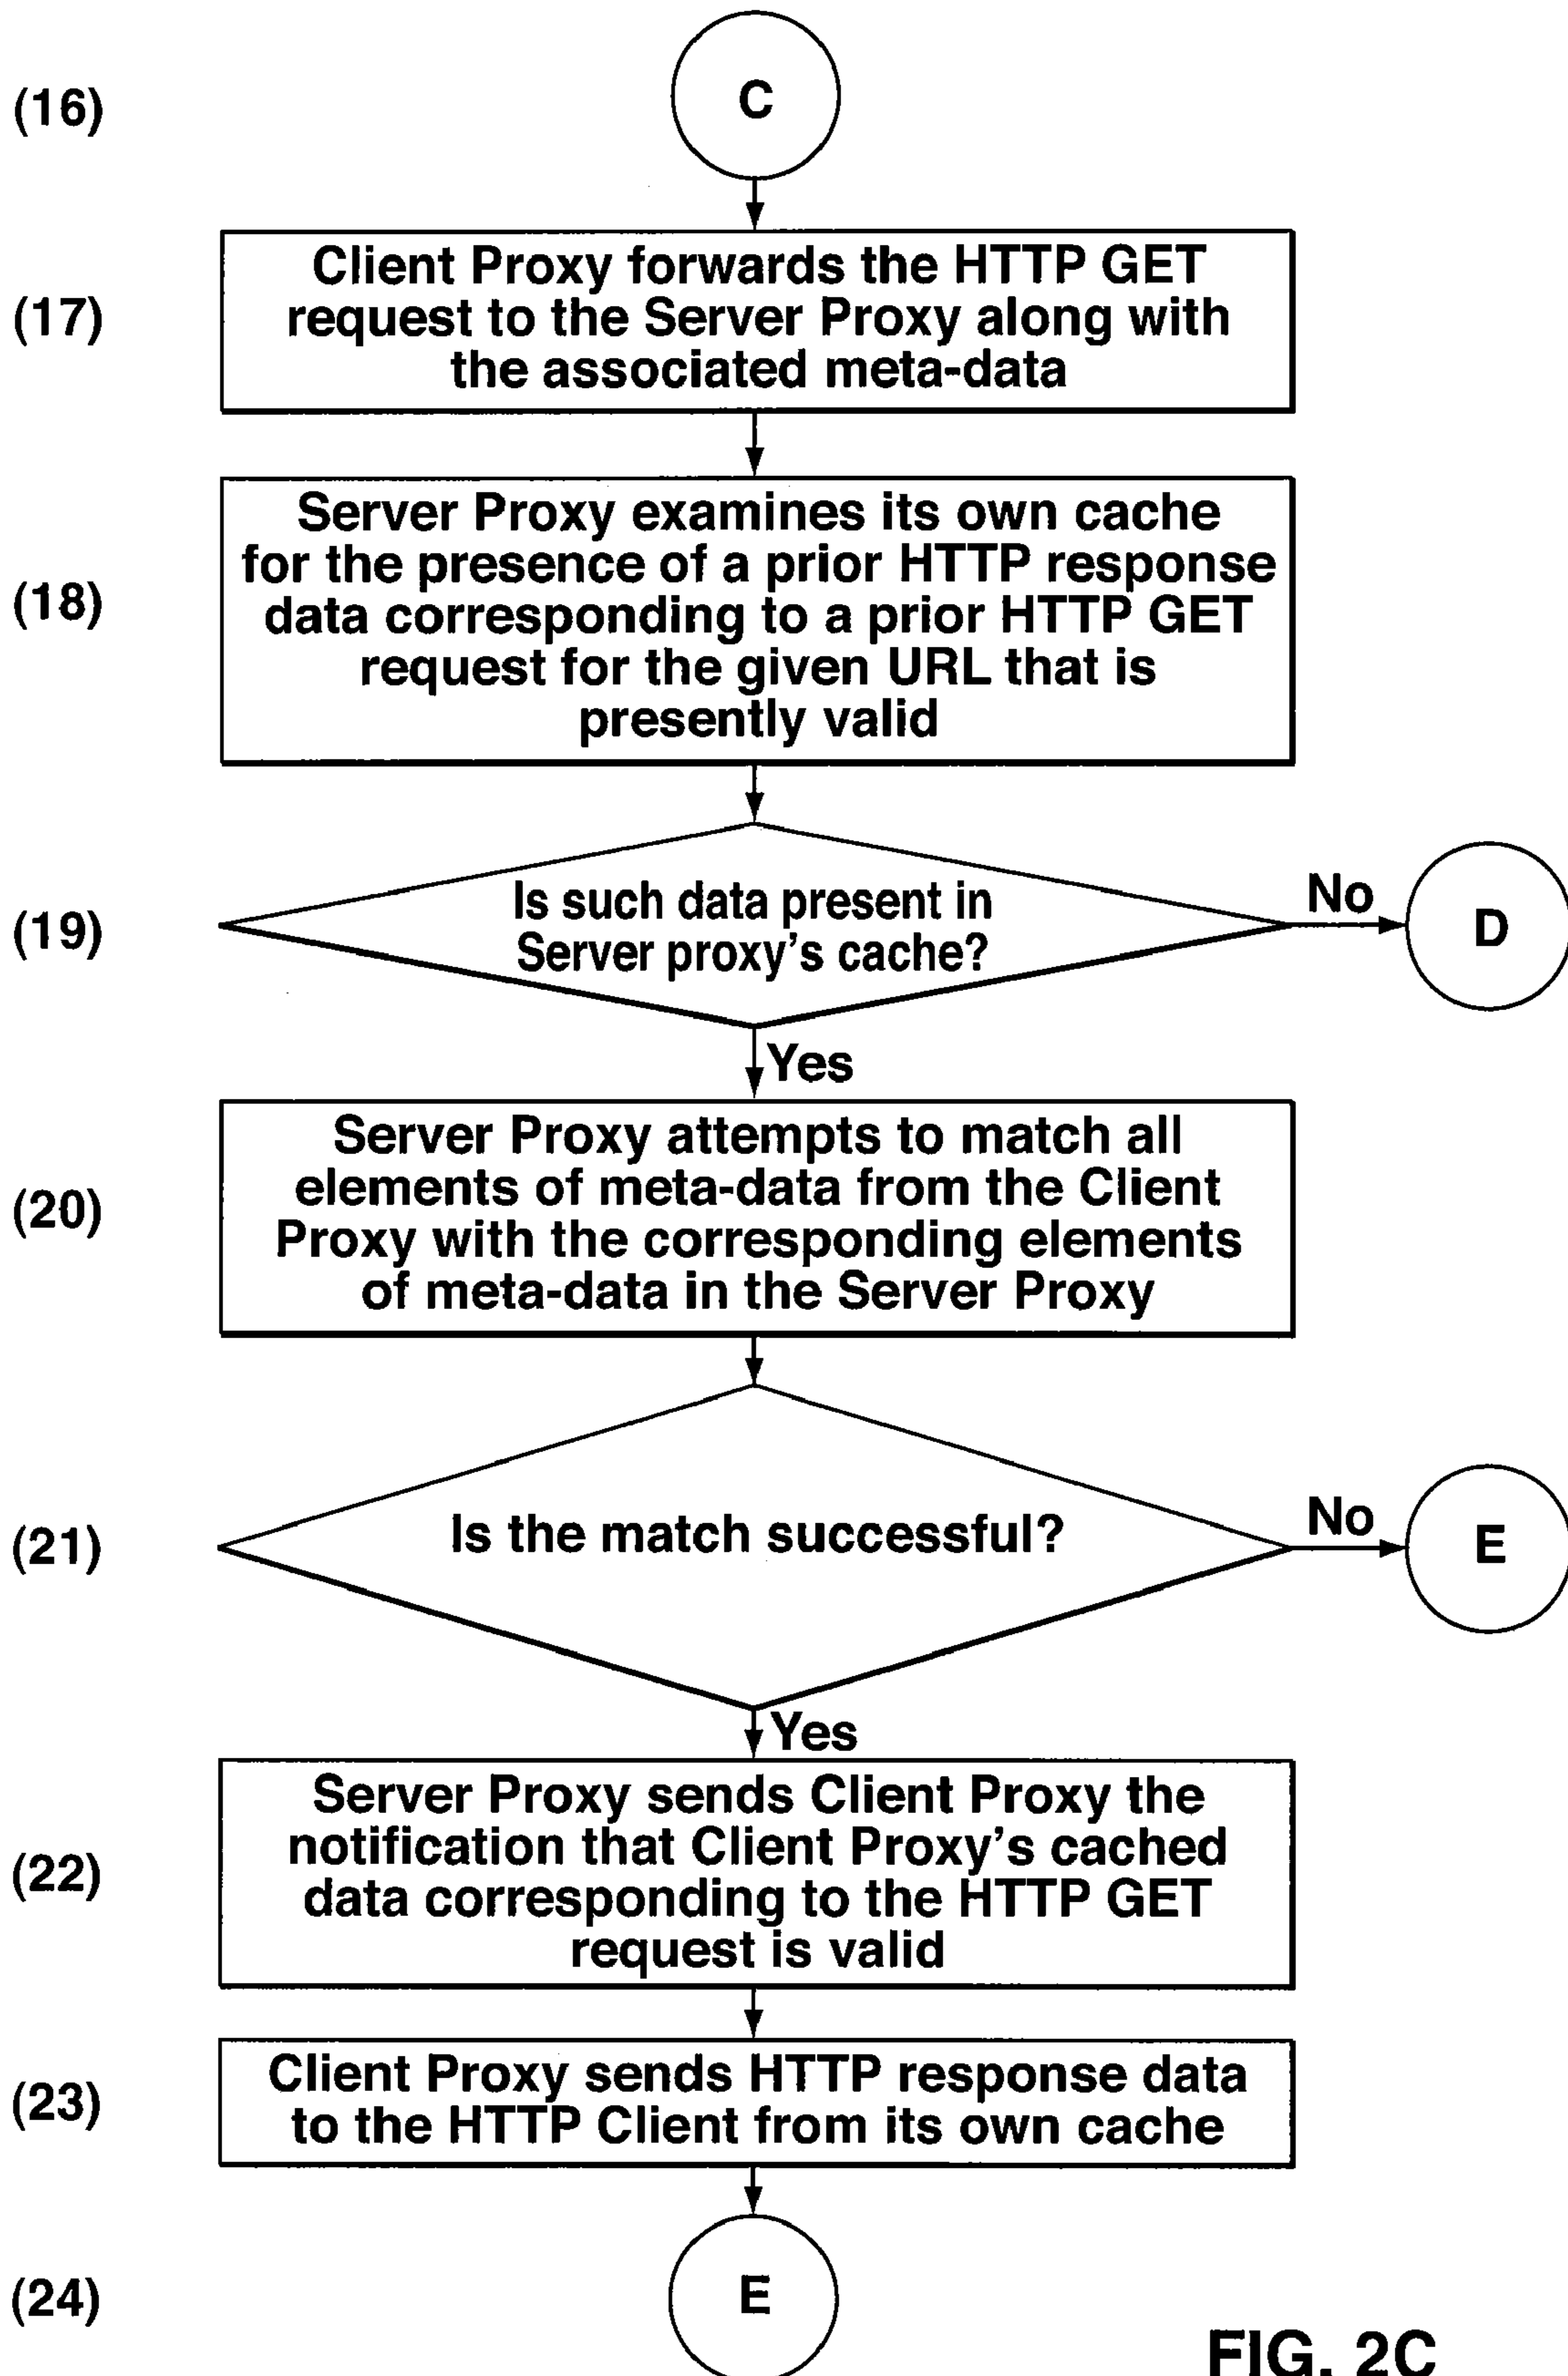 (16)
C
(17)
Client Proxy forwards the HTTP GET
request to the Server Proxy along with
the associated meta-data
(18)
Server Proxy examines its own cache
for the presence of a prior HTTP response
data corresponding to a prior HTTP GET
request for the given URL that is
presently valid
(19)
Is such data present in
Server proxy's cache?
No
D
Yes
(20)
Server Proxy attempts to match all
elements of meta-data from the Client
Proxy with the corresponding elements
of meta-data in the Server Proxy
(21)
Is the match successful?
No
E
Yes
(22)
Server Proxy sends Client Proxy the
notification that Client Proxy's cached
data corresponding to the HTTP GET
request is valid
(23)
Client Proxy sends HTTP response data
to the HTTP Client from its own cache
(24)
E
FIG. 2C